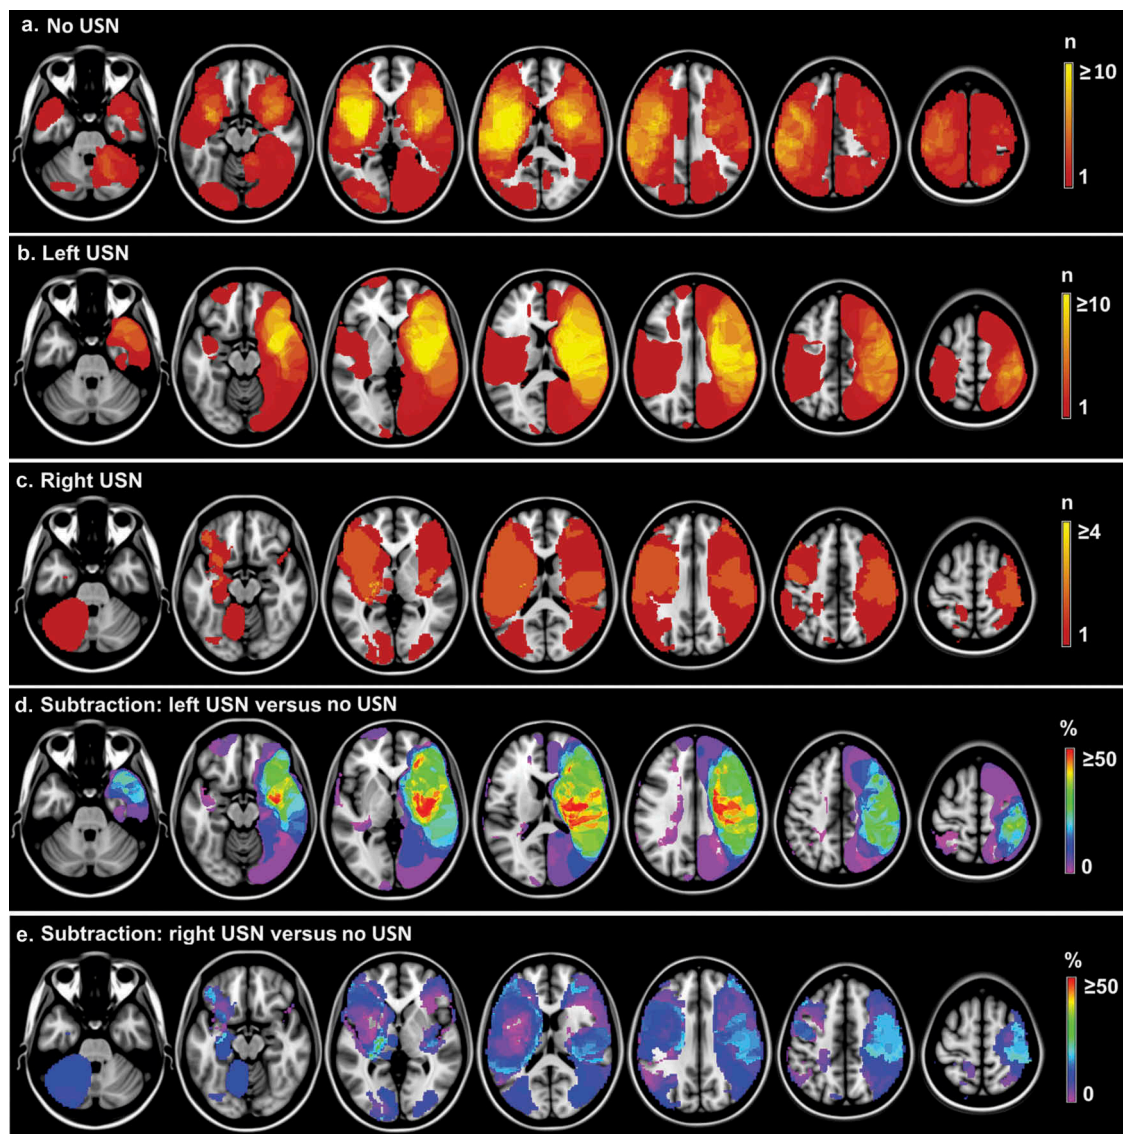 a. No USN
n
≥10
1
b. Left USN
n
≥10
1
c. Right USN
n
≥4
1
d. Subtraction: left USN versus no USN
%
≥50
0
e. Subtraction: right USN versus no USN
%
≥50
0